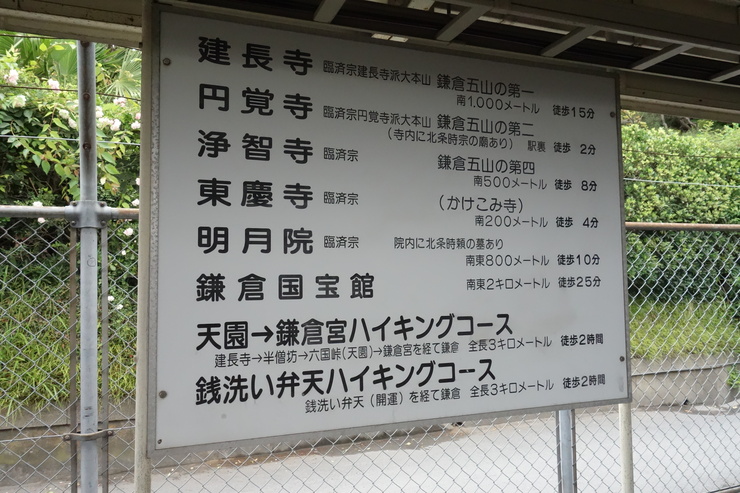 建長寺 臨済宗建長寺派大本山 鎌倉五山の第一
南1,000メートル 徒歩15分
円覚寺 臨済宗円覚寺派大本山 鎌倉五山の第二
(寺内に北条時宗の廟あり) 駅裏 徒歩 2分
浄智寺 臨済宗 鎌倉五山の第四
南500メートル 徒歩 8分
東慶寺 臨済宗 (かけこみ寺)
南200メートル 徒歩 4分
明月院 臨済宗 院内に北条時頼の墓あり
南東800メートル 徒歩10分
鎌倉国宝館 南東2キロメートル 徒歩25分
天園→鎌倉宮ハイキングコース
建長寺→半僧坊→六国峠(天園)→鎌倉宮を経て鎌倉 全長3キロメートル 徒歩2時間
銭洗い弁天ハイキングコース
銭洗い弁天(開運)を経て鎌倉 全長3キロメートル 徒歩2時間